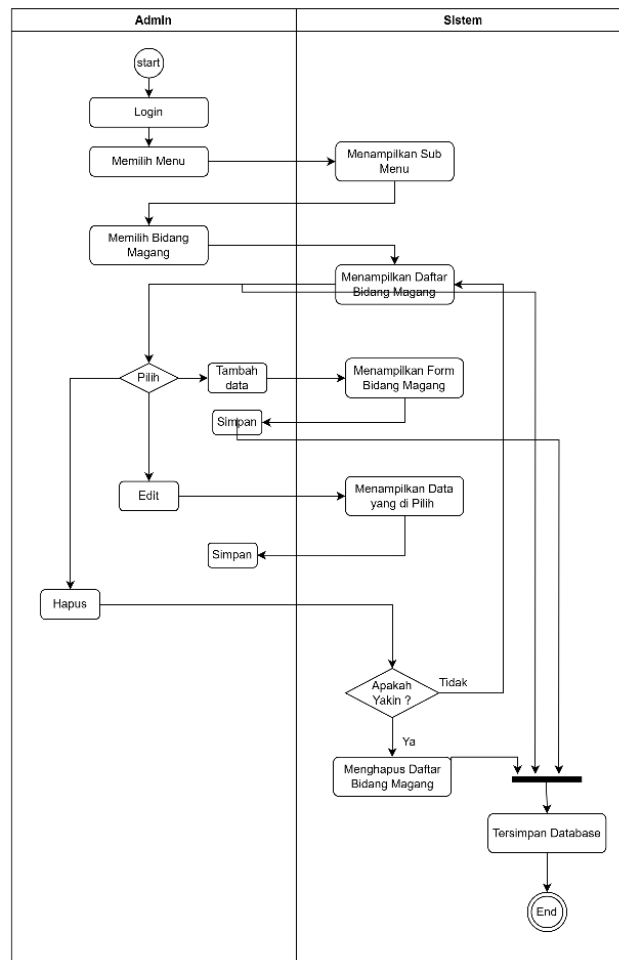 Admin
Sistem
start
Login
Memilih Menu
Menampilkan Sub
Menu
Memilih Bidang
Magang
Menampilkan Daftar
Bidang Magang
Pilih
Tambah
data
Menampilkan Form
Bidang Magang
Simpan
Edit
Menampilkan Data
yang di Pilih
Simpan
Hapus
Apakah
Yakin ?
Tidak
Ya
Menghapus Daftar
Bidang Magang
Tersimpan Database
End